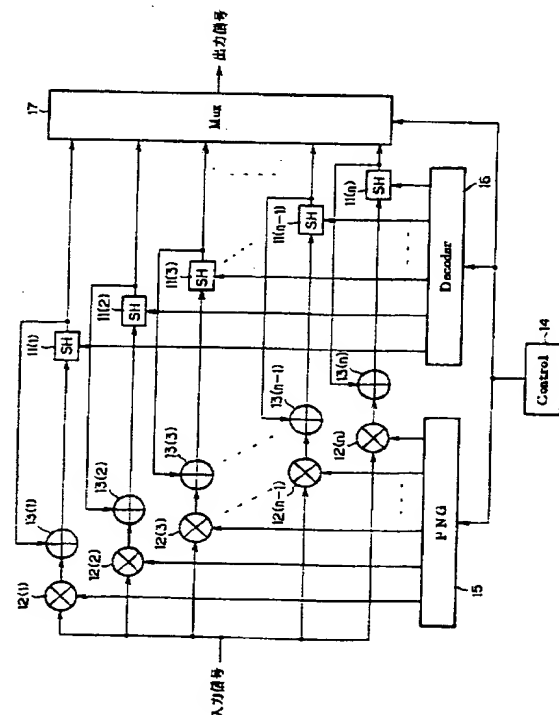 17
Mux
出力信号
11(1)
SH
11(2)
SH
11(3)
SH
11(n-1)
SH
11(n)
SH
13(1)
13(2)
13(3)
13(n-1)
13(n)
12(1)
12(2)
12(3)
12(n-1)
12(n)
16
Decoder
14
Control
15
PNG
入力信号